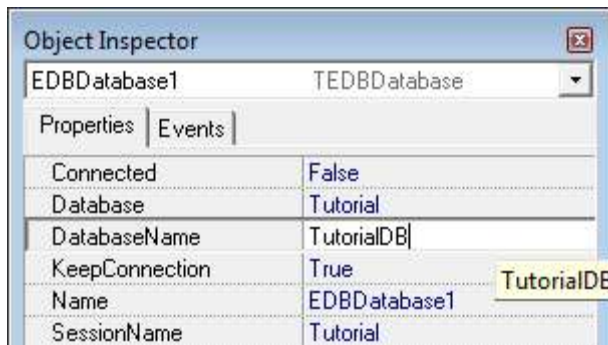 Object Inspector
EDBDatabase1 TEDBDatabase
Properties Events
Connected False
Database Tutorial
DatabaseName TutorialDB
KeepConnection True
TutorialDB
Name EDBDatabase1
SessionName Tutorial